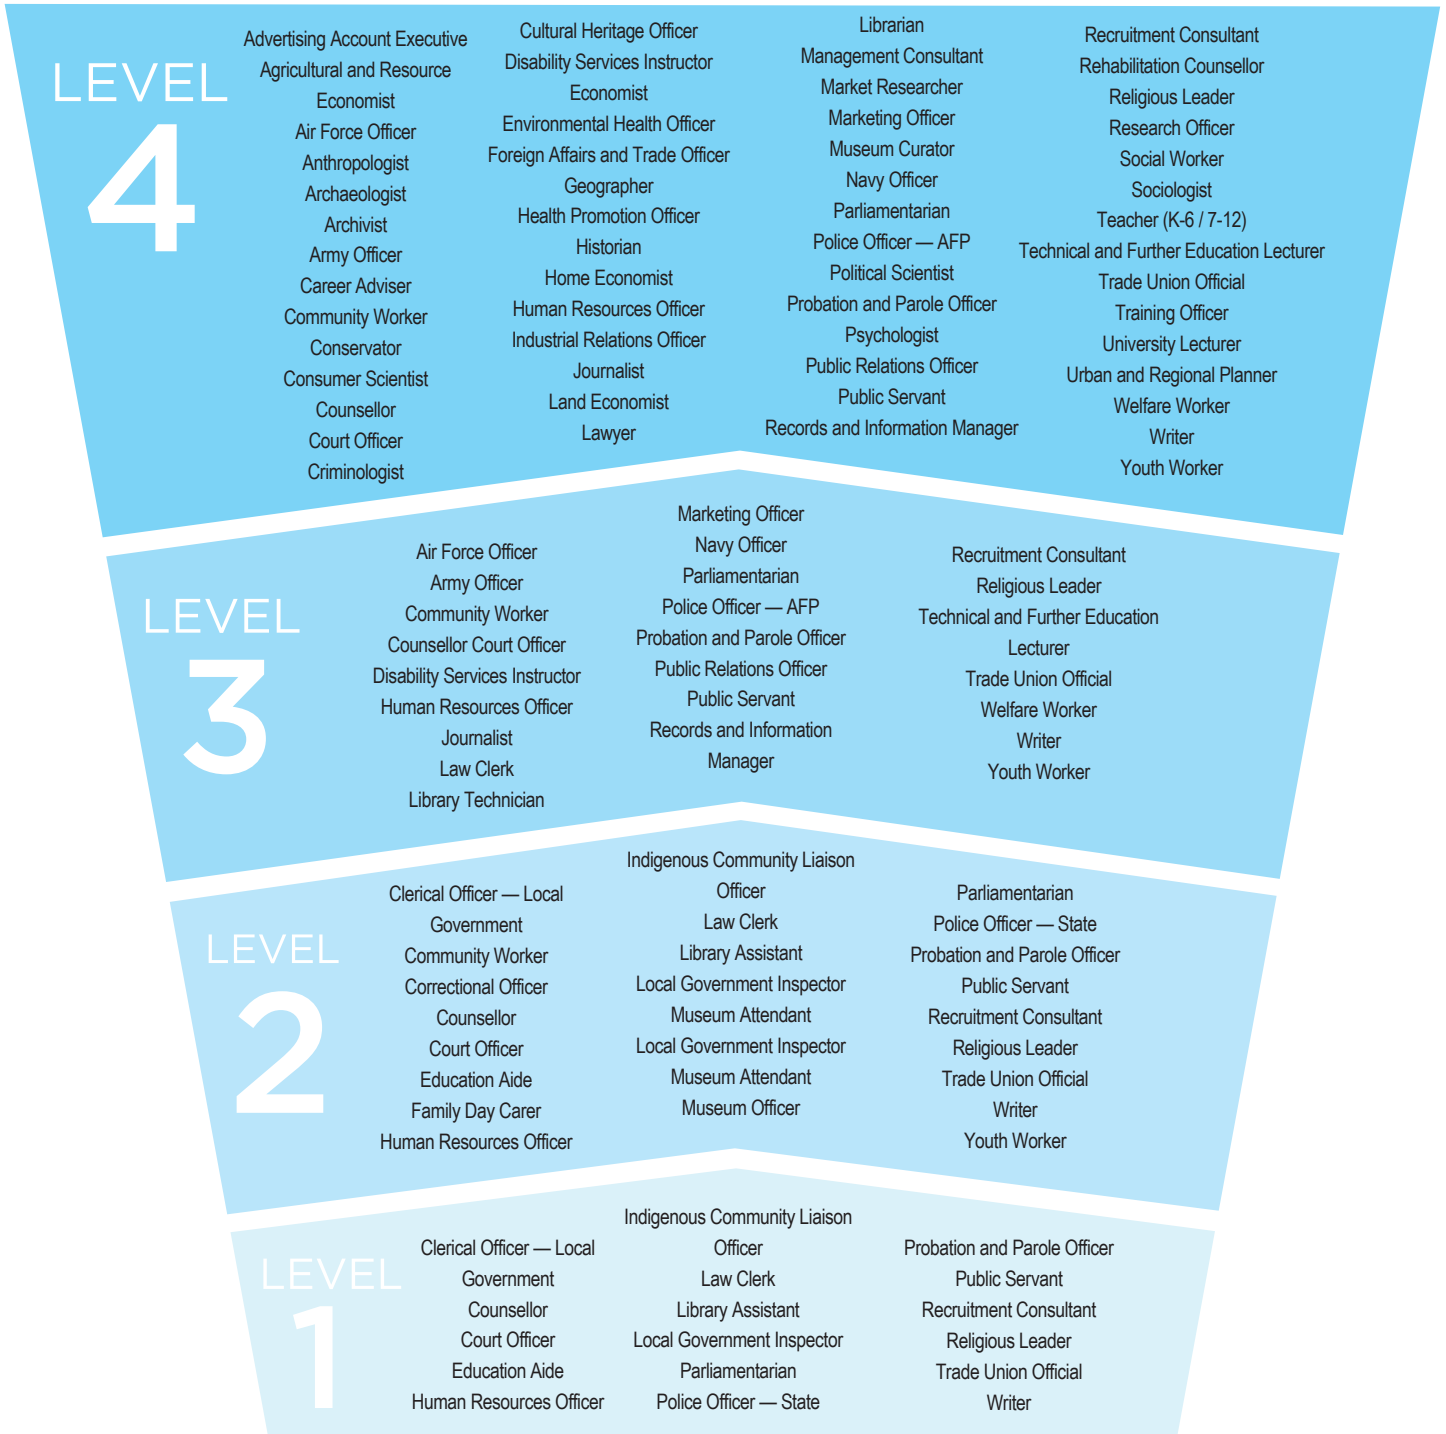 LEVEL
4
Advertising Account Executive
Agricultural and Resource
Economist
Air Force Officer
Anthropologist
Archaeologist
Archivist
Army Officer
Career Adviser
Community Worker
Conservator
Consumer Scientist
Counsellor
Court Officer
Criminologist
Cultural Heritage Officer
Disability Services Instructor
Economist
Environmental Health Officer
Foreign Affairs and Trade Officer
Geographer
Health Promotion Officer
Historian
Home Economist
Human Resources Officer
Industrial Relations Officer
Journalist
Land Economist
Lawyer
Librarian
Management Consultant
Market Researcher
Marketing Officer
Museum Curator
Navy Officer
Parliamentarian
Police Officer — AFP
Political Scientist
Probation and Parole Officer
Psychologist
Public Relations Officer
Public Servant
Records and Information Manager
Recruitment Consultant
Rehabilitation Counsellor
Religious Leader
Research Officer
Social Worker
Sociologist
Teacher (K-6 / 7-12)
Technical and Further Education Lecturer
Trade Union Official
Training Officer
University Lecturer
Urban and Regional Planner
Welfare Worker
Writer
Youth Worker
LEVEL
3
Air Force Officer
Army Officer
Community Worker
Counsellor Court Officer
Disability Services Instructor
Human Resources Officer
Journalist
Law Clerk
Library Technician
Marketing Officer
Navy Officer
Parliamentarian
Police Officer — AFP
Probation and Parole Officer
Public Relations Officer
Public Servant
Records and Information
Manager
Recruitment Consultant
Religious Leader
Technical and Further Education
Lecturer
Trade Union Official
Welfare Worker
Writer
Youth Worker
LEVEL
2
Clerical Officer — Local
Government
Community Worker
Correctional Officer
Counsellor
Court Officer
Education Aide
Family Day Carer
Human Resources Officer
Indigenous Community Liaison
Officer
Law Clerk
Library Assistant
Local Government Inspector
Museum Attendant
Local Government Inspector
Museum Attendant
Museum Officer
Parliamentarian
Police Officer — State
Probation and Parole Officer
Public Servant
Recruitment Consultant
Religious Leader
Trade Union Official
Writer
Youth Worker
LEVEL
1
Clerical Officer — Local
Government
Counsellor
Court Officer
Education Aide
Human Resources Officer
Indigenous Community Liaison
Officer
Law Clerk
Library Assistant
Local Government Inspector
Parliamentarian
Police Officer — State
Probation and Parole Officer
Public Servant
Recruitment Consultant
Religious Leader
Trade Union Official
Writer